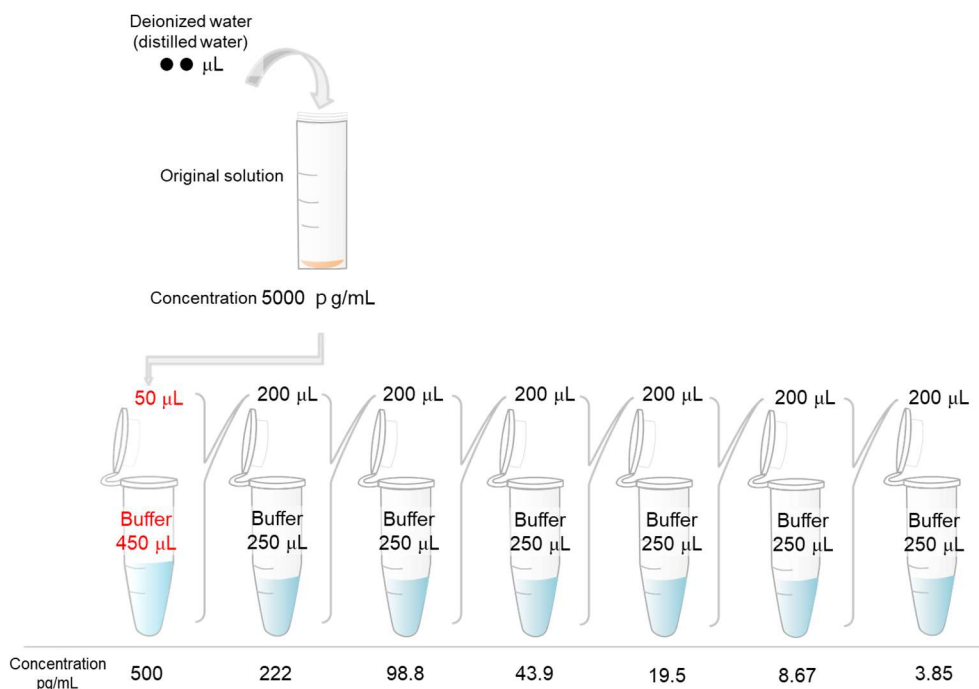 Deionized water
(distilled water)
●● μL
Original solution
Concentration 5000 p g/mL
50 μL 200 μL 200 μL 200 μL 200 μL 200 μL 200 μL
Buffer Buffer Buffer Buffer Buffer Buffer Buffer
450 μL 250 μL 250 μL 250 μL 250 μL 250 μL 250 μL
Concentration
pg/mL
500 222 98.8 43.9 19.5 8.67 3.85